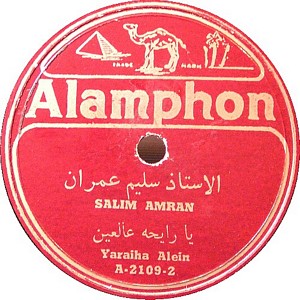 TRADE MARK
Alamphon
الاستاذ سليم عمران
SALIM AMRAN
يا رايحه عالعين
Yaraiha Alein
A-2109-2